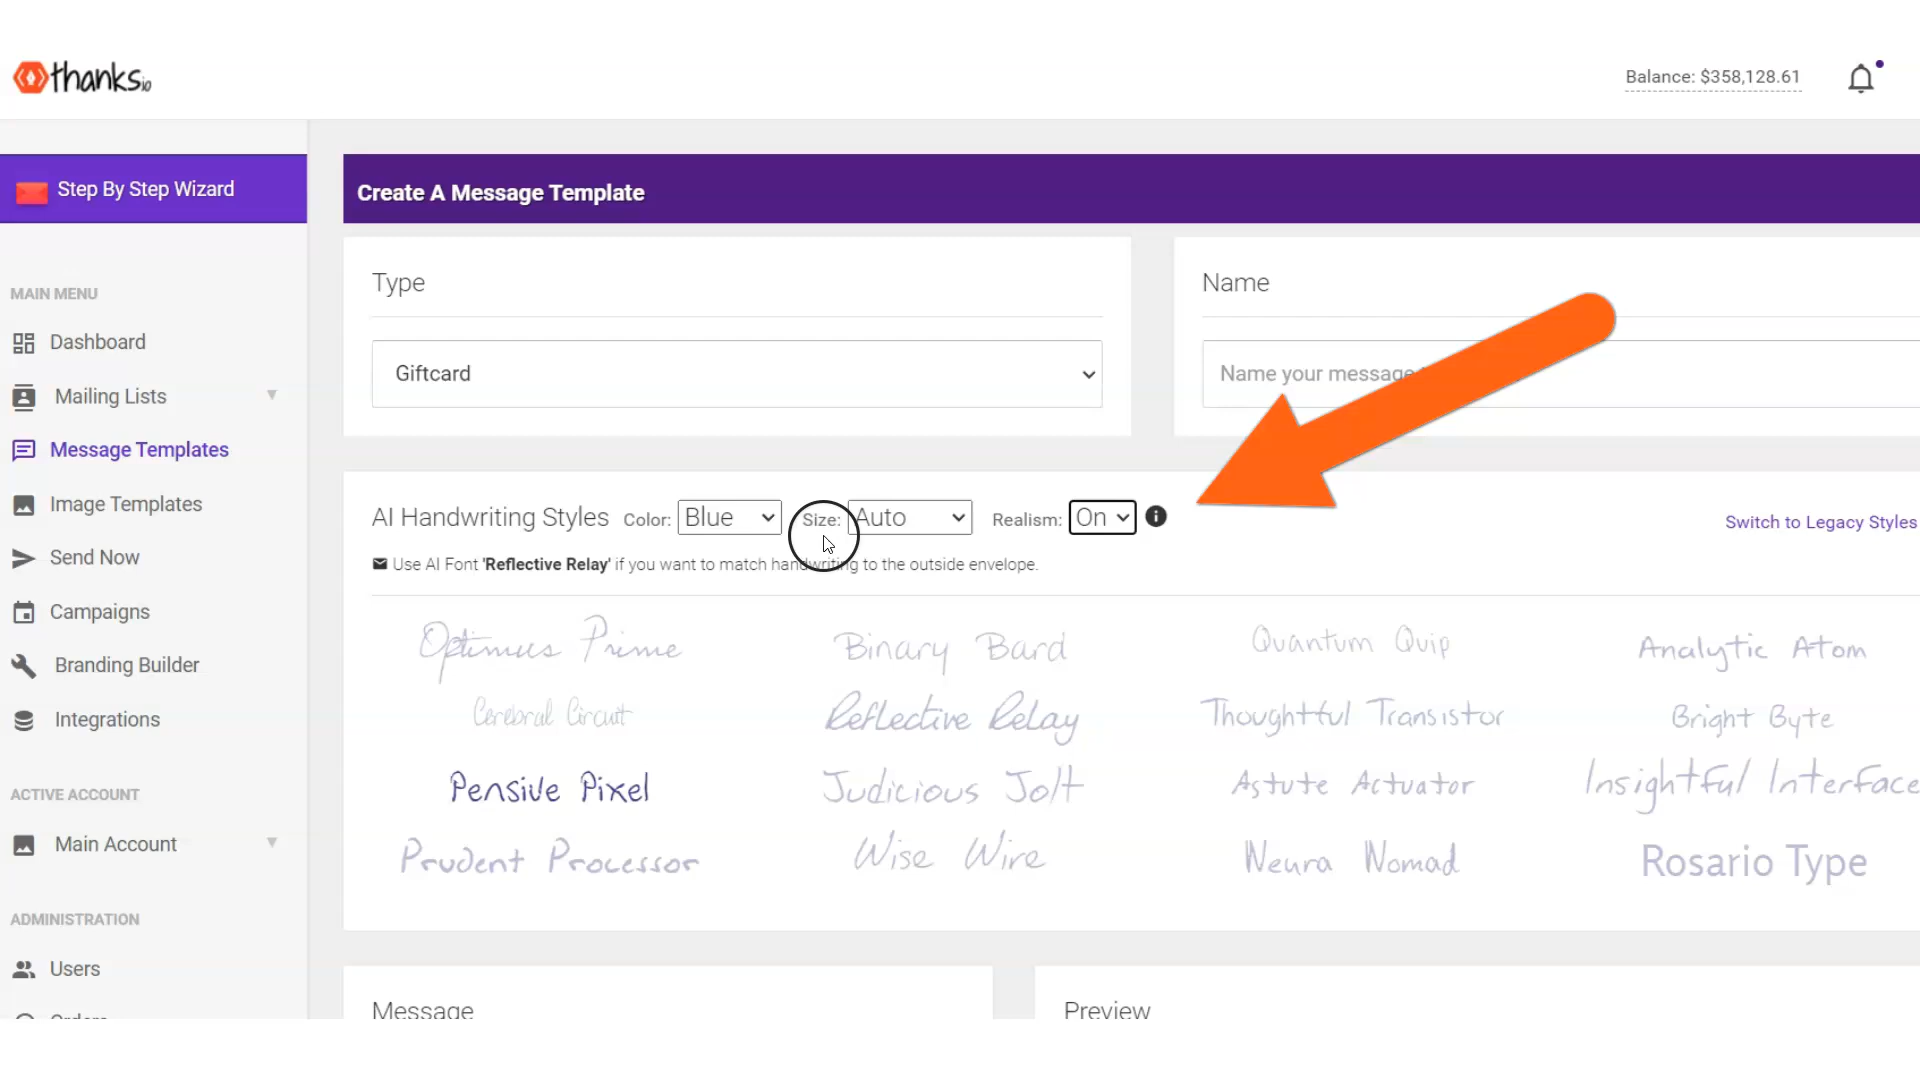 thanks.io
Balance: $358,128.61
Step By Step Wizard
Create A Message Template
Type
Name
MAIN MENU
Dashboard
Giftcard
Name your message
Mailing Lists
Message Templates
Image Templates
AI Handwriting Styles Color: Blue Size: Auto Realism: On
Switch to Legacy Styles
Send Now
Use AI Font 'Reflective Relay' if you want to match handwriting to the outside envelope.
Campaigns
Optimus Prime Binary Bard Quantum Quip Analytic Atom
Branding Builder
Cerebral Circuit Reflective Relay Thoughtful Transistor Bright Byte
Integrations
Pensive Pixel Judicious Jolt Astute Actuator Insightful Interface
ACTIVE ACCOUNT
Main Account
Prudent Processor Wise Wire Neura Nomad Rosario Type
ADMINISTRATION
Users
Message
Preview